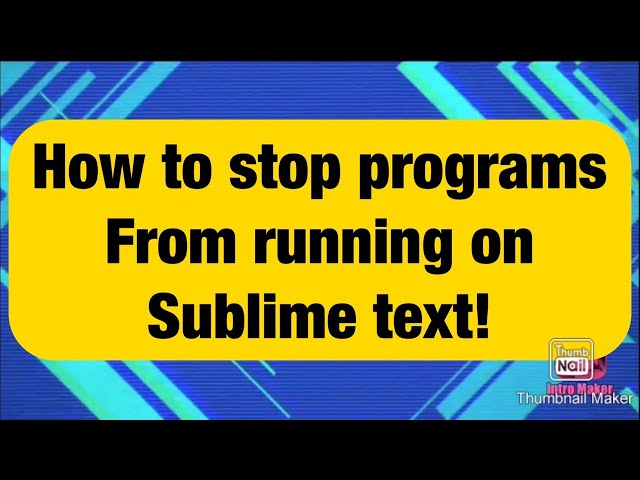 How to stop programs
From running on
Sublime text!
Thumb
Nail
Intro Maker
Thumbnail Maker